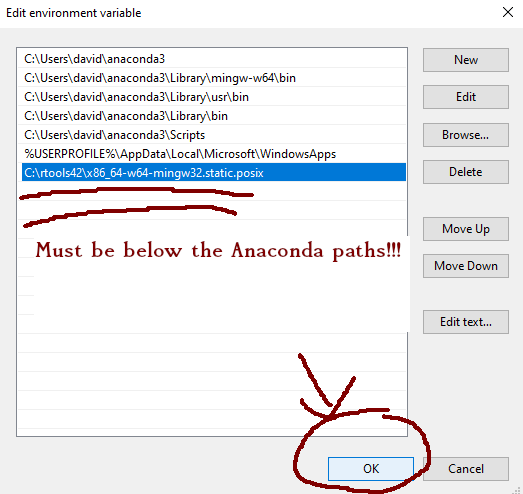 Edit environment variable
C:\Users\david\anaconda3
C:\Users\david\anaconda3\Library\mingw-w64\bin
C:\Users\david\anaconda3\Library\usr\bin
C:\Users\david\anaconda3\Library\bin
C:\Users\david\anaconda3\Scripts
%USERPROFILE%\AppData\Local\Microsoft\WindowsApps
C:\rtools42\x86_64-w64-mingw32.static.posix
Must be below the Anaconda paths!!!
New
Edit
Browse...
Delete
Move Up
Move Down
Edit text...
OK
Cancel